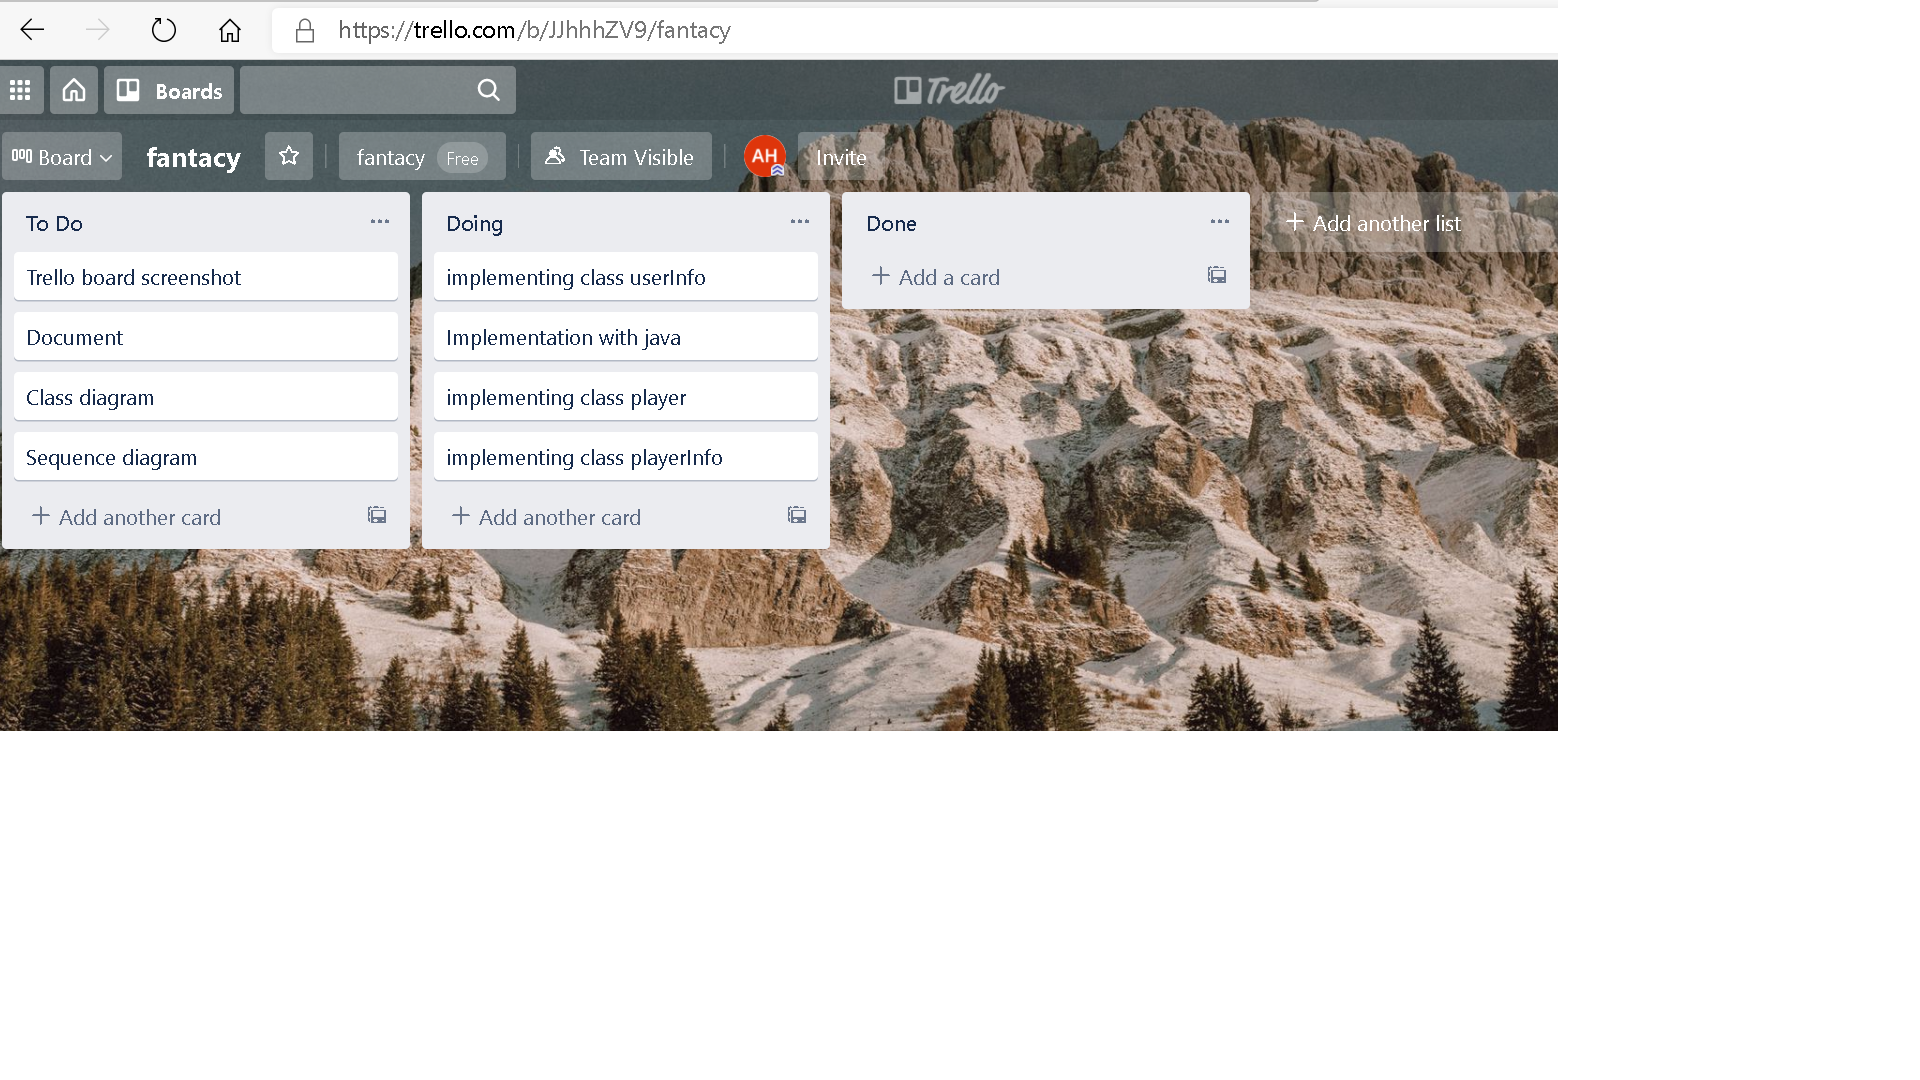 https://trello.com/b/JJhhhZV9/fantacy
Boards
Trello
Board
fantacy
fantacy Free
Team Visible
AH
Invite
To Do
Trello board screenshot
Document
Class diagram
Sequence diagram
+ Add another card
Doing
implementing class userInfo
Implementation with java
implementing class player
implementing class playerInfo
+ Add another card
Done
+ Add a card
+ Add another list